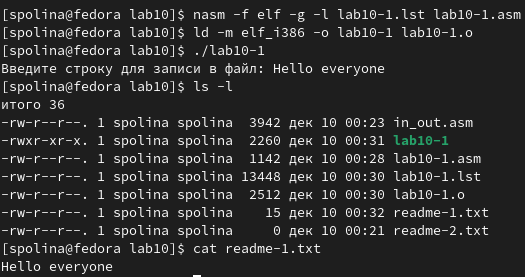 [spolina@fedora lab10]$ nasm -f elf -g -l lab10-1.lst lab10-1.asm
[spolina@fedora lab10]$ ld -m elf_i386 -o lab10-1 lab10-1.o
[spolina@fedora lab10]$ ./lab10-1
Введите строку для записи в файл: Hello everyone
[spolina@fedora lab10]$ ls -l
итого 36
-rw-r--r--. 1 spolina spolina  3942 дек 10 00:23 in_out.asm
-rwxr-xr-x. 1 spolina spolina  2260 дек 10 00:31 lab10-1
-rw-r--r--. 1 spolina spolina  1142 дек 10 00:28 lab10-1.asm
-rw-r--r--. 1 spolina spolina 13448 дек 10 00:30 lab10-1.lst
-rw-r--r--. 1 spolina spolina  2512 дек 10 00:30 lab10-1.o
-rw-r--r--. 1 spolina spolina    15 дек 10 00:32 readme-1.txt
-rw-r--r--. 1 spolina spolina     0 дек 10 00:21 readme-2.txt
[spolina@fedora lab10]$ cat readme-1.txt
Hello everyone